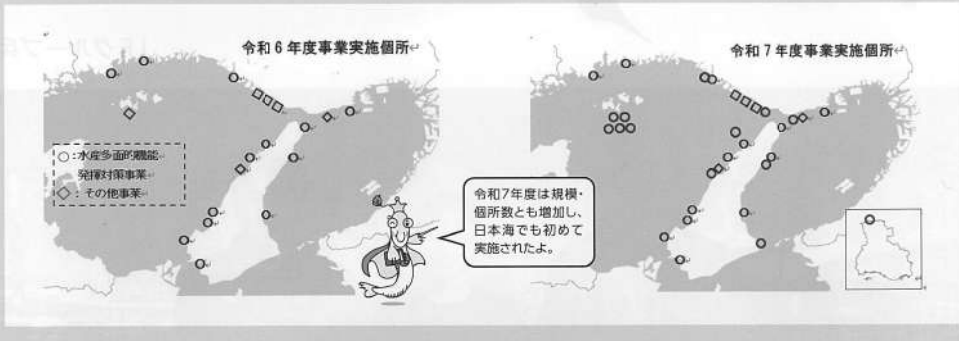 令和6年度事業実施個所
令和7年度事業実施個所
○:水産多面的機能
発揮対策事業
◇:その他事業
令和7年度は規模・
個所数とも増加し、
日本海でも初めて
実施されたよ。